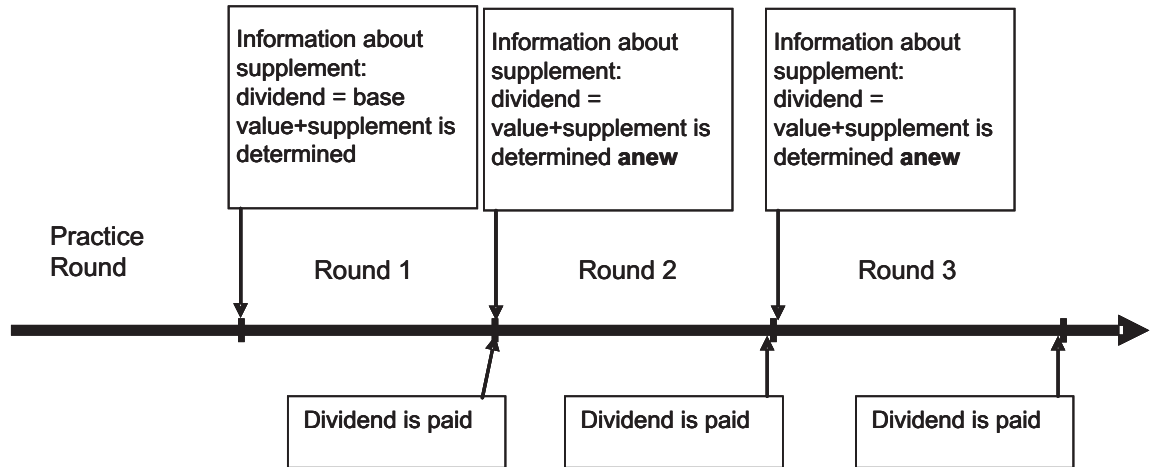 Information about
supplement:
dividend = base
value+supplement is
determined
Information about
supplement:
dividend =
value+supplement is
determined anew
Information about
supplement:
dividend =
value+supplement is
determined anew
Practice
Round
Round 1
Round 2
Round 3
Dividend is paid
Dividend is paid
Dividend is paid